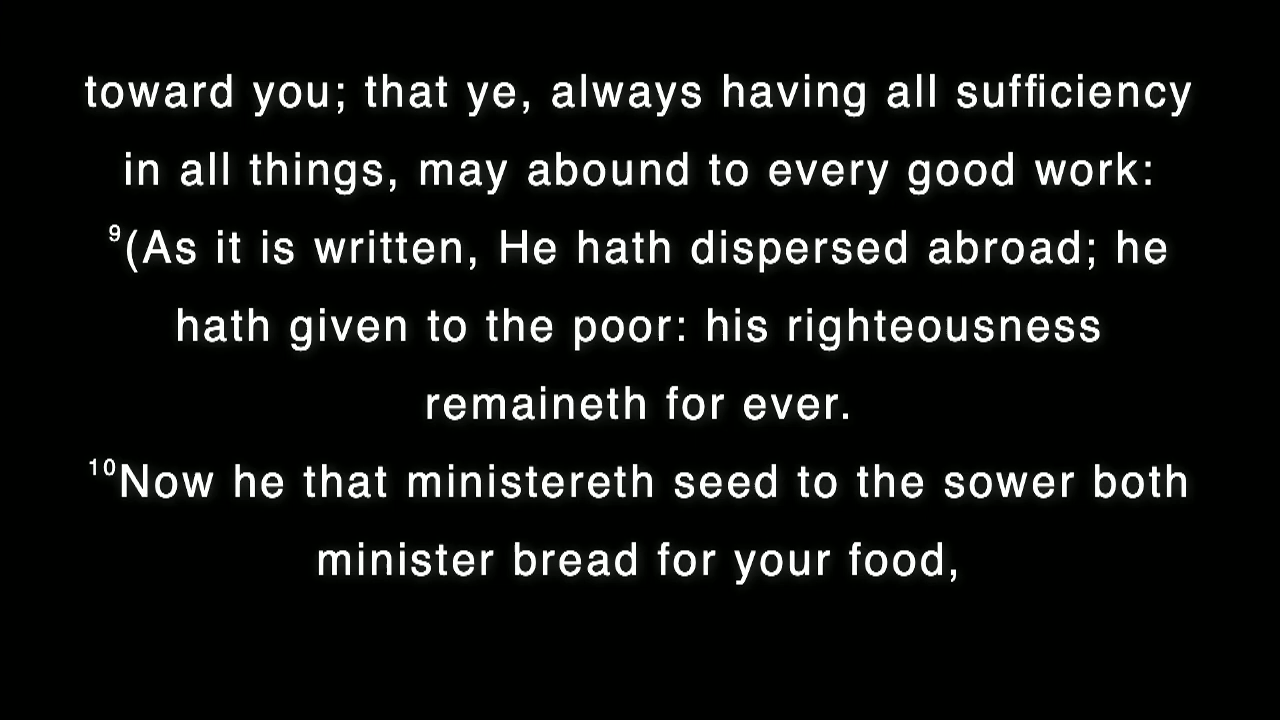 toward you; that ye, always having all sufficiency
in all things, may abound to every good work:
⁹(As it is written, He hath dispersed abroad; he
hath given to the poor: his righteousness
remaineth for ever.
¹⁰Now he that ministereth seed to the sower both
minister bread for your food,